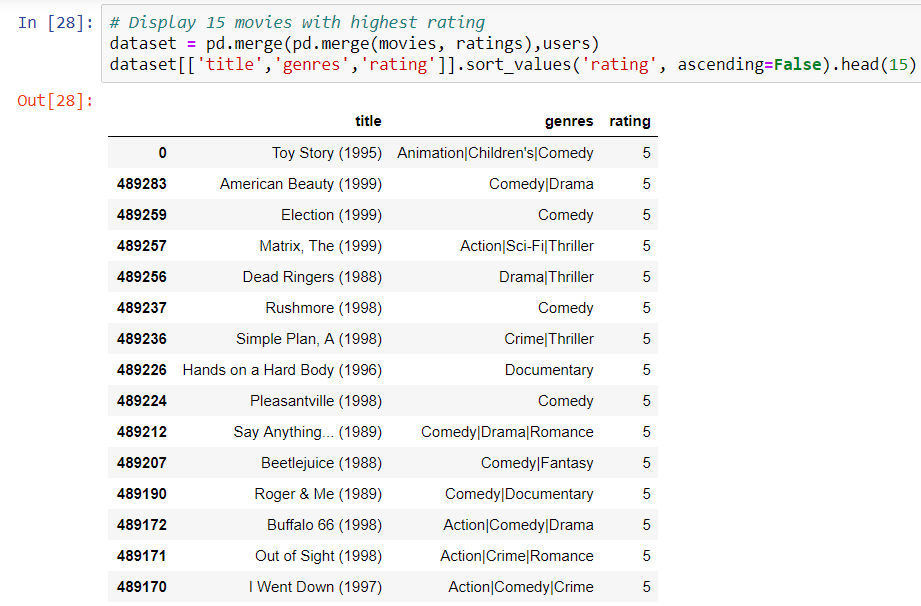 In [28]: # Display 15 movies with highest rating
dataset = pd.merge(pd.merge(movies, ratings),users)
dataset[['title','genres','rating']].sort_values('rating', ascending=False).head(15)
Out[28]:
title genres rating
0 Toy Story (1995) Animation|Children's|Comedy 5
489283 American Beauty (1999) Comedy|Drama 5
489259 Election (1999) Comedy 5
489257 Matrix, The (1999) Action|Sci-Fi|Thriller 5
489256 Dead Ringers (1988) Drama|Thriller 5
489237 Rushmore (1998) Comedy 5
489236 Simple Plan, A (1998) Crime|Thriller 5
489226 Hands on a Hard Body (1996) Documentary 5
489224 Pleasantville (1998) Comedy 5
489212 Say Anything... (1989) Comedy|Drama|Romance 5
489207 Beetlejuice (1988) Comedy|Fantasy 5
489190 Roger & Me (1989) Comedy|Documentary 5
489172 Buffalo 66 (1998) Action|Comedy|Drama 5
489171 Out of Sight (1998) Action|Crime|Romance 5
489170 I Went Down (1997) Action|Comedy|Crime 5